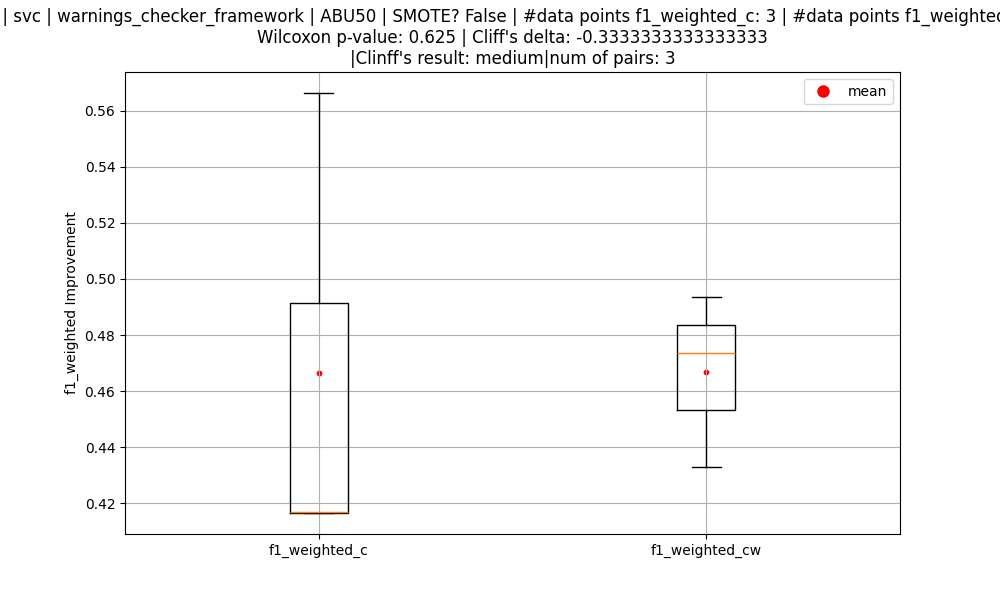 | svc | warnings_checker_framework | ABU50 | SMOTE? False | #data points f1_weighted_c: 3 | #data points
Wilcoxon p-value: 0.625 | Cliff's delta: -0.3333333333333333
|Clinff's result: medium|num of pairs: 3
mean
0.56
0.54
0.52
0.50
0.48
0.46
0.44
0.42
f1_weighted Improvement
f1_weighted_c
f1_weighted_cw